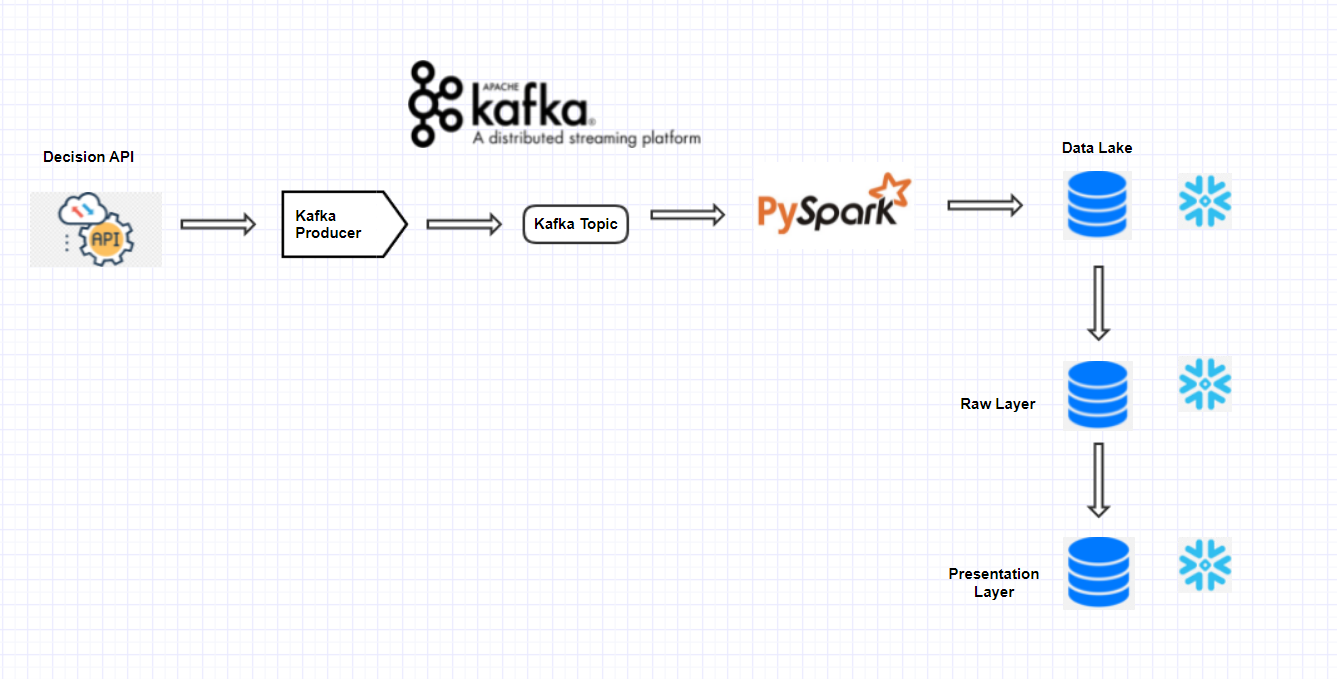 APACHE
kafka®
A distributed streaming platform
Decision API
API
Kafka
Producer
Kafka Topic
PySpark
Data Lake
Raw Layer
Presentation
Layer